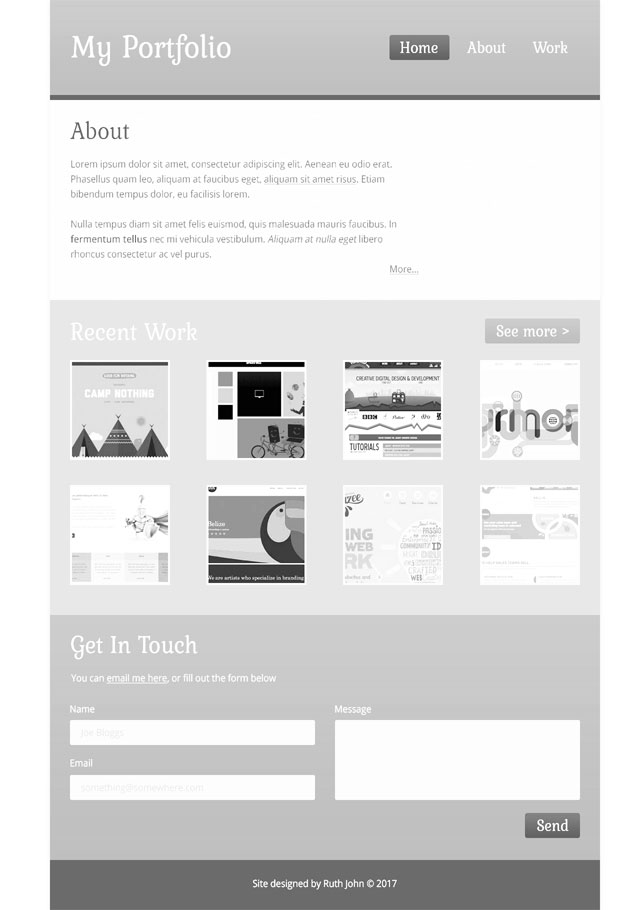 My Portfolio
Home About Work
About
Lorem ipsum dolor sit amet, consectetur adipiscing elit. Aenean eu odio erat.
Phasellus quam leo, aliquam at faucibus eget, aliquam sit amet risus. Etiam
bibendum tempus dolor, eu facilisis lorem.
Nulla tempus diam sit amet felis euismod, quis malesuada mauris faucibus. In
fermentum tellus nec mi vehicula vestibulum. Aliquam at nulla eget libero
rhoncus consectetur ac vel purus.
More...
Recent Work
See more >
CAMP NOTHING
CREATIVE DIGITAL DESIGN & DEVELOPMENT
BBC
TUTORIALS
Belize
We are artists who specialize in branding
ING
WEB
RK
PASSIO
COMMUNITY
CRAFTED
WEB
Get In Touch
You can email me here, or fill out the form below
Name
Message
Joe Bloggs
Email
something@somewhere.com
Send
Site designed by Ruth John © 2017